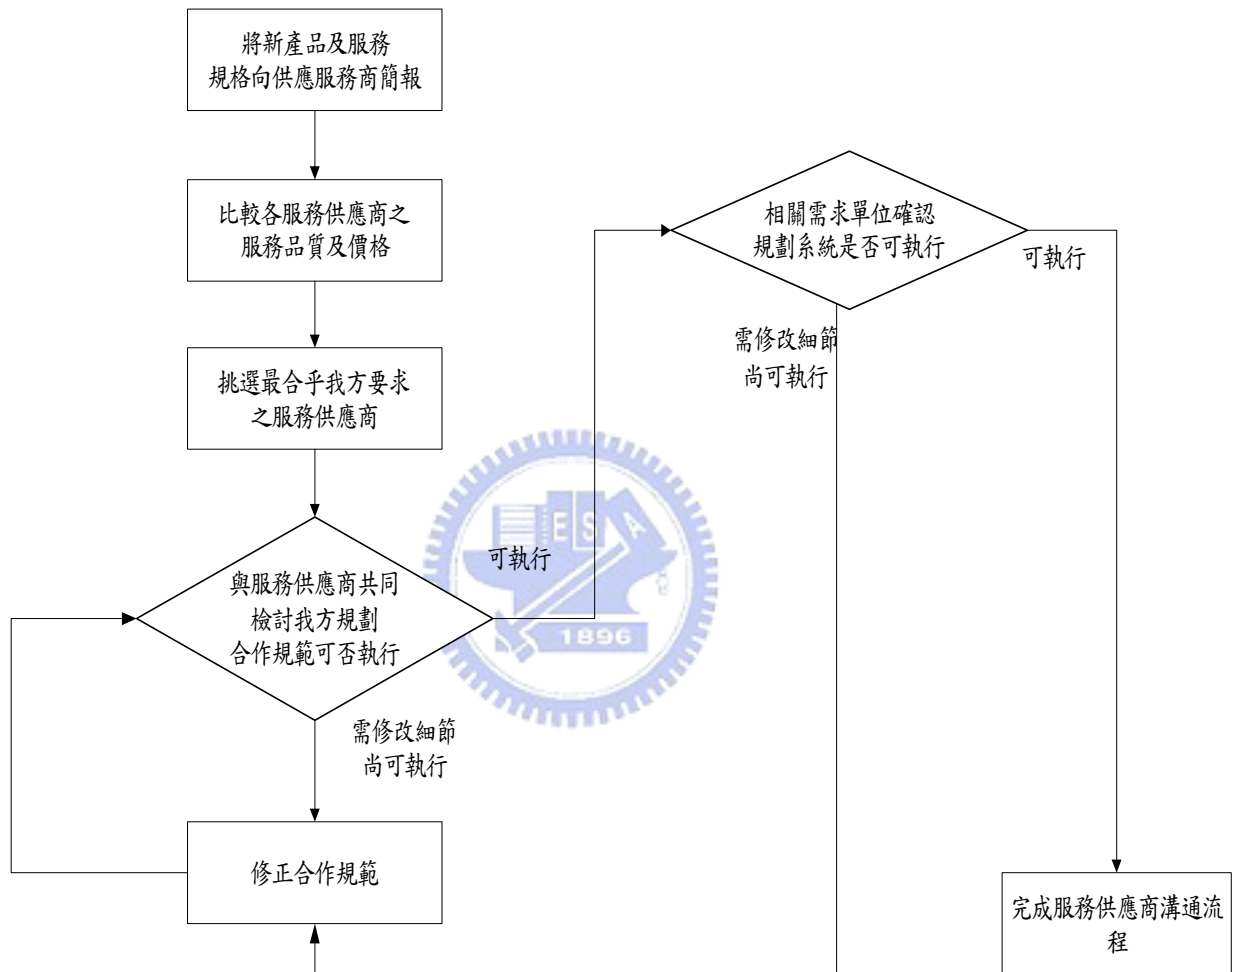 將新產品及服務
規格向供應服務商簡報
比較各服務供應商之
服務品質及價格
挑選最合乎我方要求
之服務供應商
與服務供應商共同
檢討我方規劃
合作規範可否執行
可執行
需修改細節
尚可執行
修正合作規範
相關需求單位確認
規劃系統是否可執行
可執行
需修改細節
尚可執行
完成服務供應商溝通流
程
E S A
1896